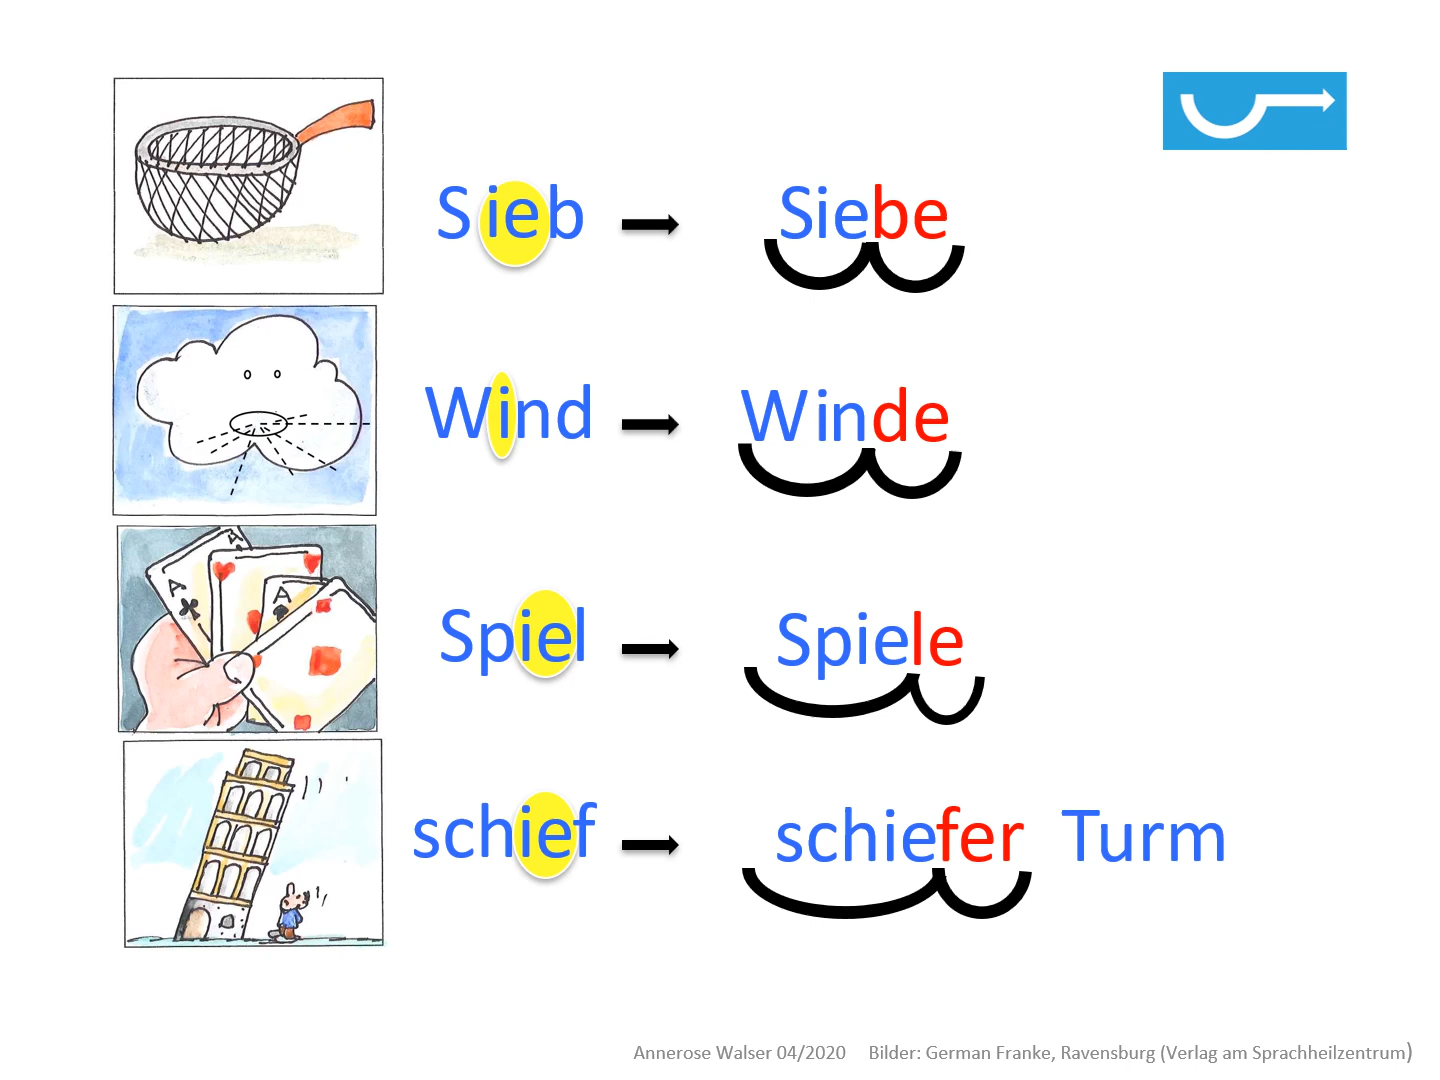 Sieb → Siebe
Wind → Winde
A
A
A
Spiel → Spiele
schief → schiefer Turm
Annerose Walser 04/2020 Bilder: German Franke, Ravensburg (Verlag am Sprachheilzentrum)